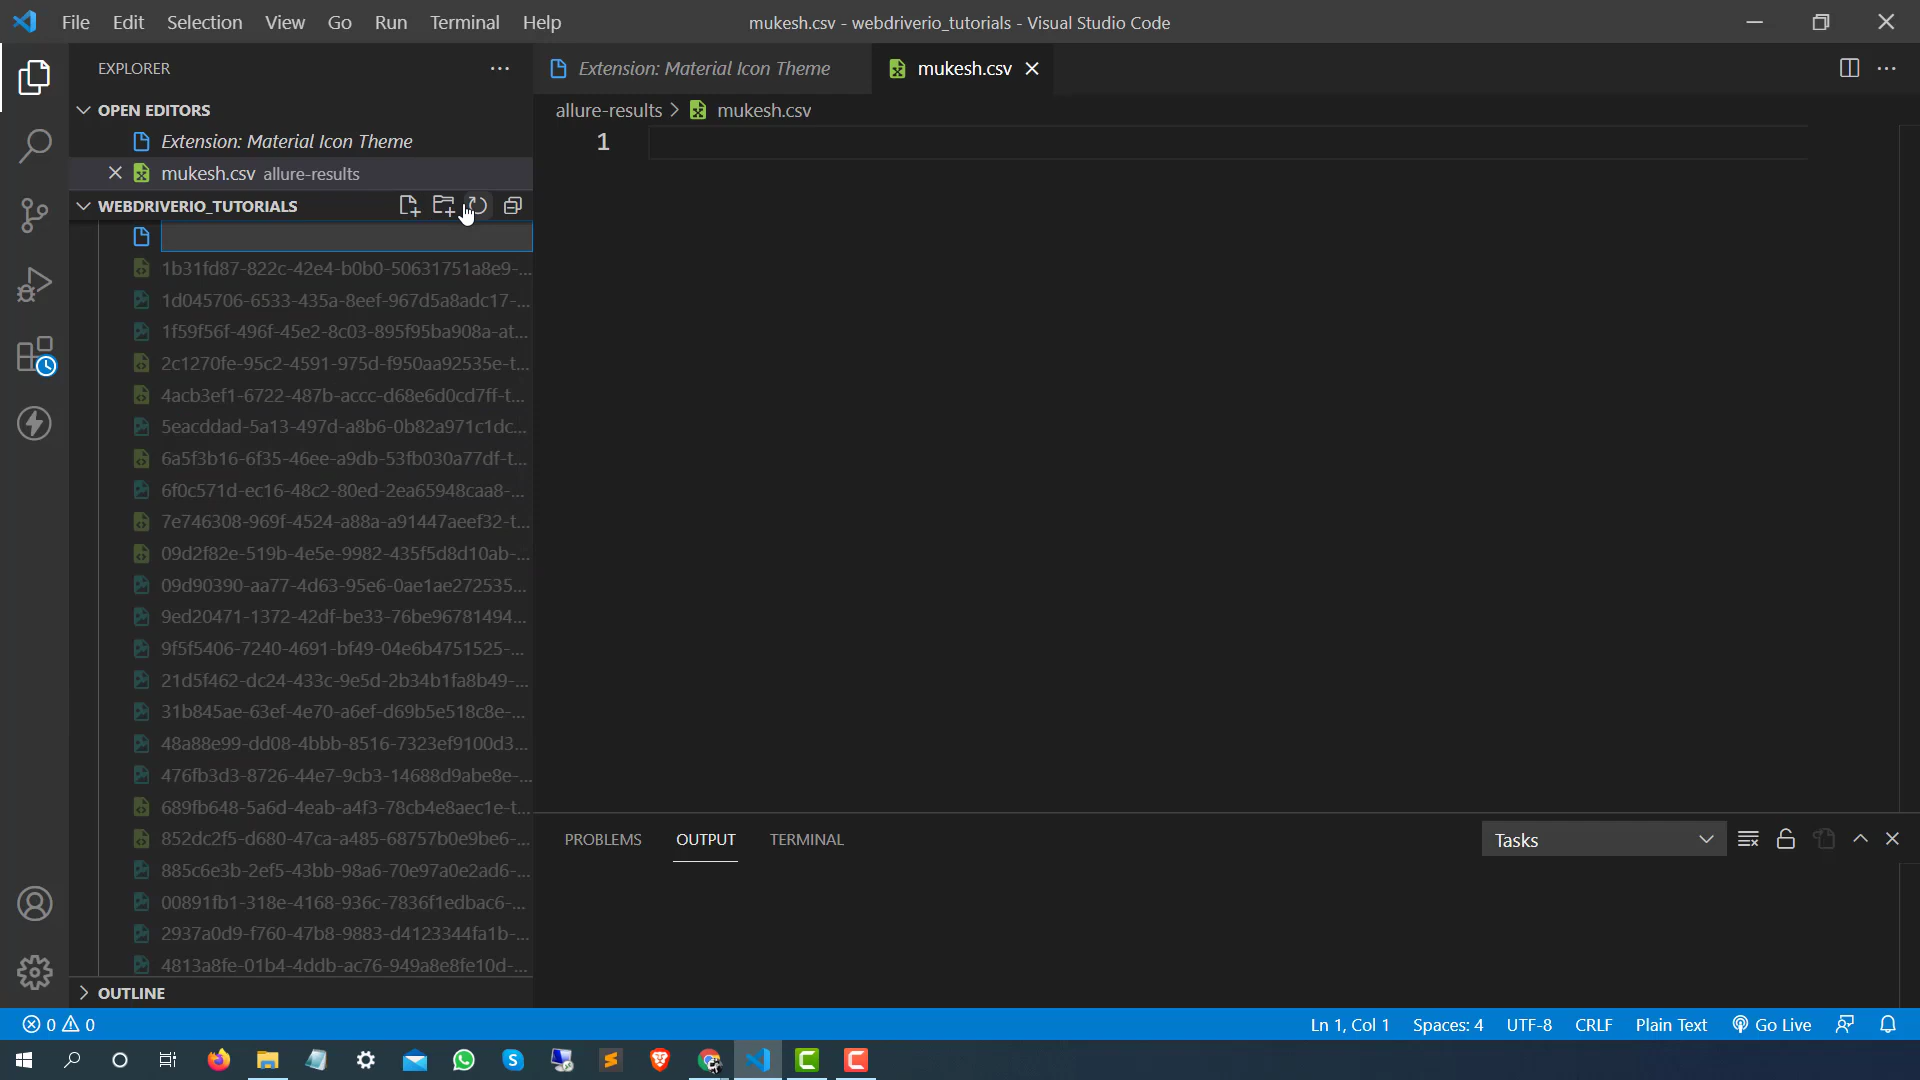 File Edit Selection View Go Run Terminal Help
mukesh.csv - webdriverio_tutorials - Visual Studio Code
EXPLORER
Extension: Material Icon Theme
mukesh.csv
OPEN EDITORS
allure-results
mukesh.csv
Extension: Material Icon Theme
1
mukesh.csv allure-results
WEBDRIVERIO_TUTORIALS
1b31fd87-822c-42e4-b0b0-50631751a8e9-...
1d045706-6533-435a-8eef-967d5a8adc17-...
1f59f56f-496f-45e2-8c03-895f95ba908a-at...
2c1270fe-95c2-4591-975d-f950aa92535e-t...
4acb3ef1-6722-487b-accc-d68e6d0cd7ff-t...
5eacddad-5a13-497d-a8b6-0b82a971c1dc...
6a5f3b16-6f35-46ee-a9db-53fb030a77df-t...
6f0c571d-ec16-48c2-80ed-2ea65948caa8-...
7e746308-969f-4524-a88a-a91447aeef32-t...
09d2f82e-519b-4e5e-9982-435f5d8d10ab-...
09d90390-aa77-4d63-95e6-0ae1ae272535...
9ed20471-1372-42df-be33-76be96781494...
9f5f5406-7240-4691-bf49-04e6b4751525-...
21d5f462-dc24-433c-9e5d-2b34b1fa8b49-...
31b845ae-63ef-4e70-a6ef-d69b5e518c8e-...
48a88e99-dd08-4bbb-8516-7323ef9100d3...
476fb3d3-8726-44e7-9cb3-14688d9abe8e-...
689fb648-5a6d-4eab-a4f3-78cb4e8aec1e-t...
852dc2f5-d680-47ca-a485-68757b0e9be6-...
885c6e3b-2ef5-43bb-98a6-70e97a0e2ad6-...
00891fb1-318e-4168-936c-7836f1edbac6-...
2937a0d9-f760-47b8-9883-d4123344fa1b-...
4813a8fe-01b4-4ddb-ac76-949a8e8fe10d-...
OUTLINE
PROBLEMS OUTPUT TERMINAL
Tasks
0 0
Ln 1, Col 1 Spaces: 4 UTF-8 CRLF Plain Text Go Live